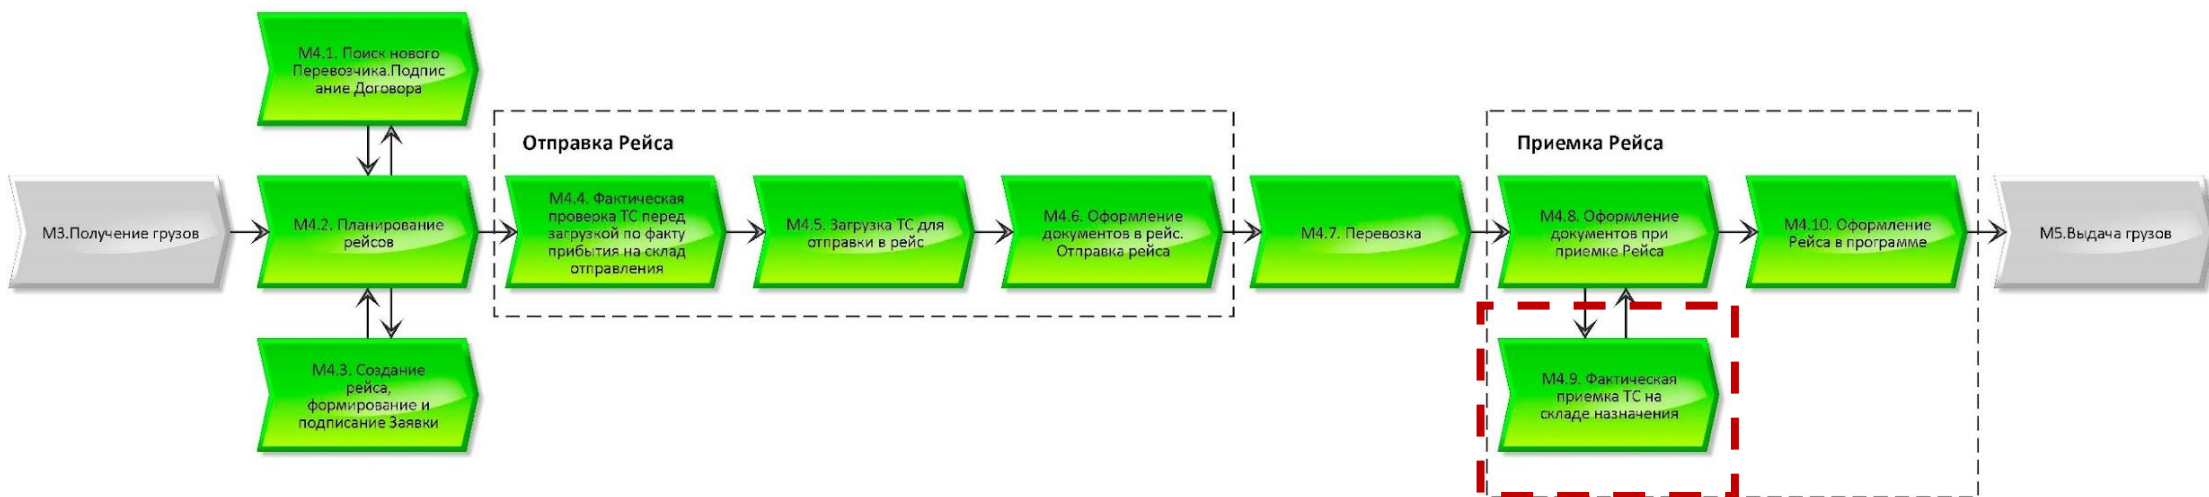 М4.1. Поиск нового
Перевозчика.Подпис
ание Договора
Отправка Рейса
Приемка Рейса
М3.Получение грузов
М4.2. Планирование
рейсов
М4.4. Фактическая
проверка ТС перед
загрузкой по факту
прибытия на склад
отправления
М4.5. Загрузка ТС для
отправки в рейс
М4.6. Оформление
документов в рейс.
Отправка рейса
М4.7. Перевозка
М4.8. Оформление
документов при
приемке Рейса
М4.10. Оформление
Рейса в программе
М5.Выдача грузов
М4.3. Создание
рейса,
формирование и
подписание Заявки
М4.9. Фактическая
приемка ТС на
складе назначения